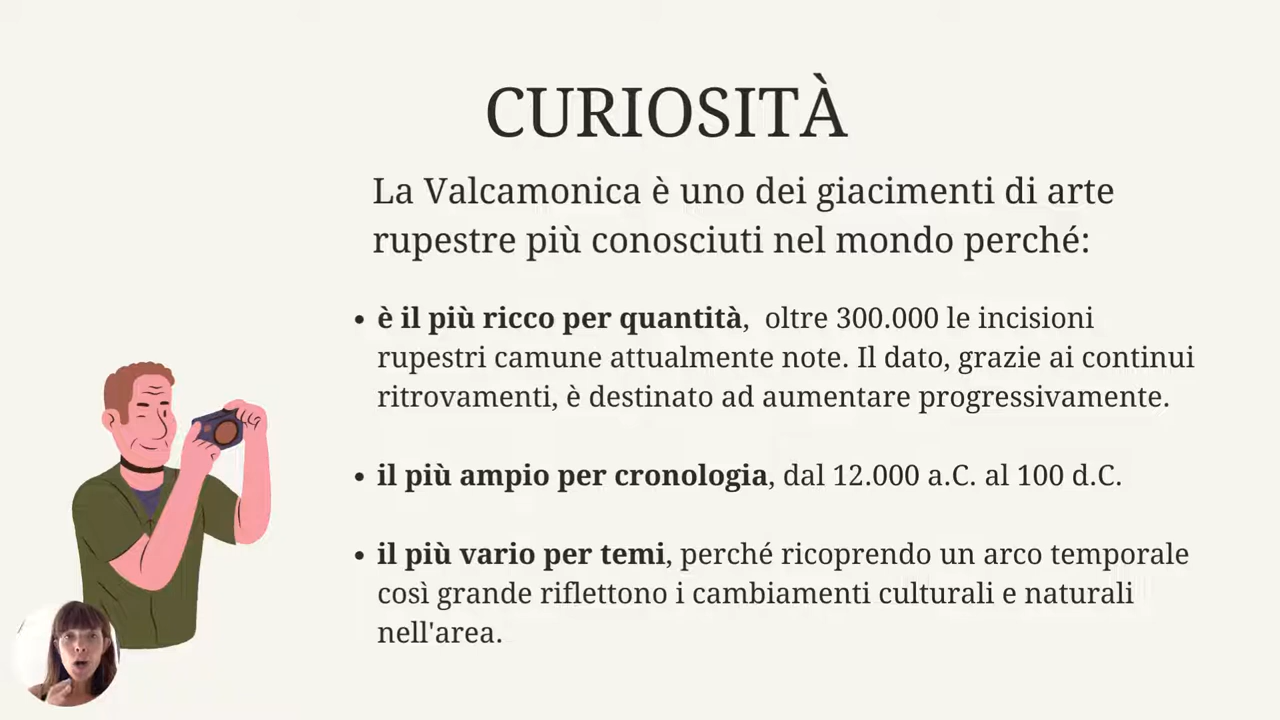 CURIOSITÀ
La Valcamonica è uno dei giacimenti di arte
rupestre più conosciuti nel mondo perché:
• è il più ricco per quantità,  oltre 300.000 le incisioni
rupestri camune attualmente note. Il dato, grazie ai continui
ritrovamenti, è destinato ad aumentare progressivamente.
• il più ampio per cronologia, dal 12.000 a.C. al 100 d.C.
• il più vario per temi, perché ricoprendo un arco temporale
così grande riflettono i cambiamenti culturali e naturali
nell'area.